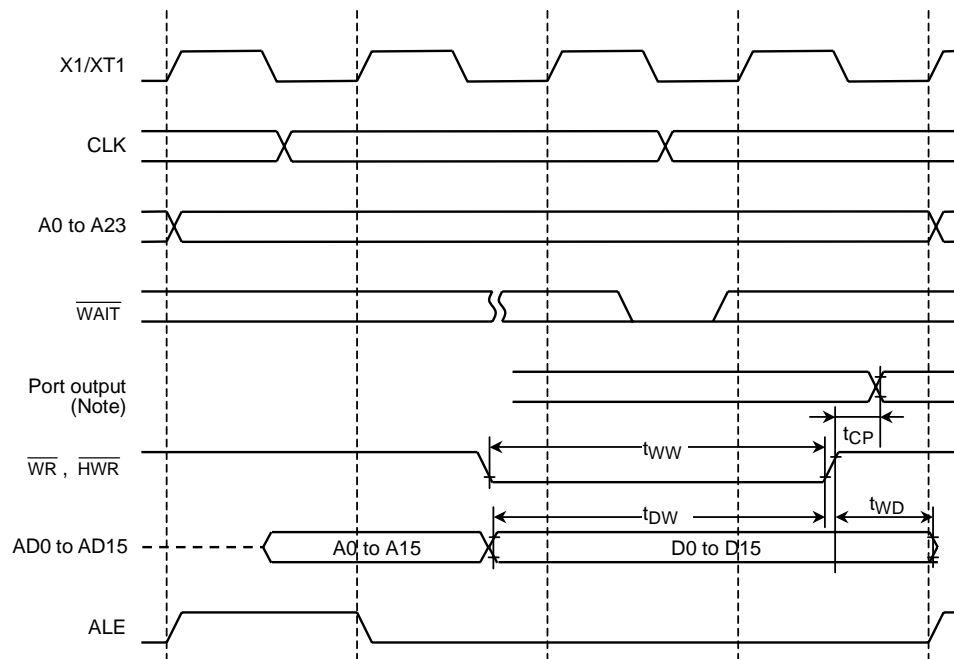 X1/XT1
CLK
A0 to A23
WAIT
Port output
(Note)
tCP
WR , HWR
tWW
tDW
tWD
AD0 to AD15
A0 to A15
D0 to D15
ALE